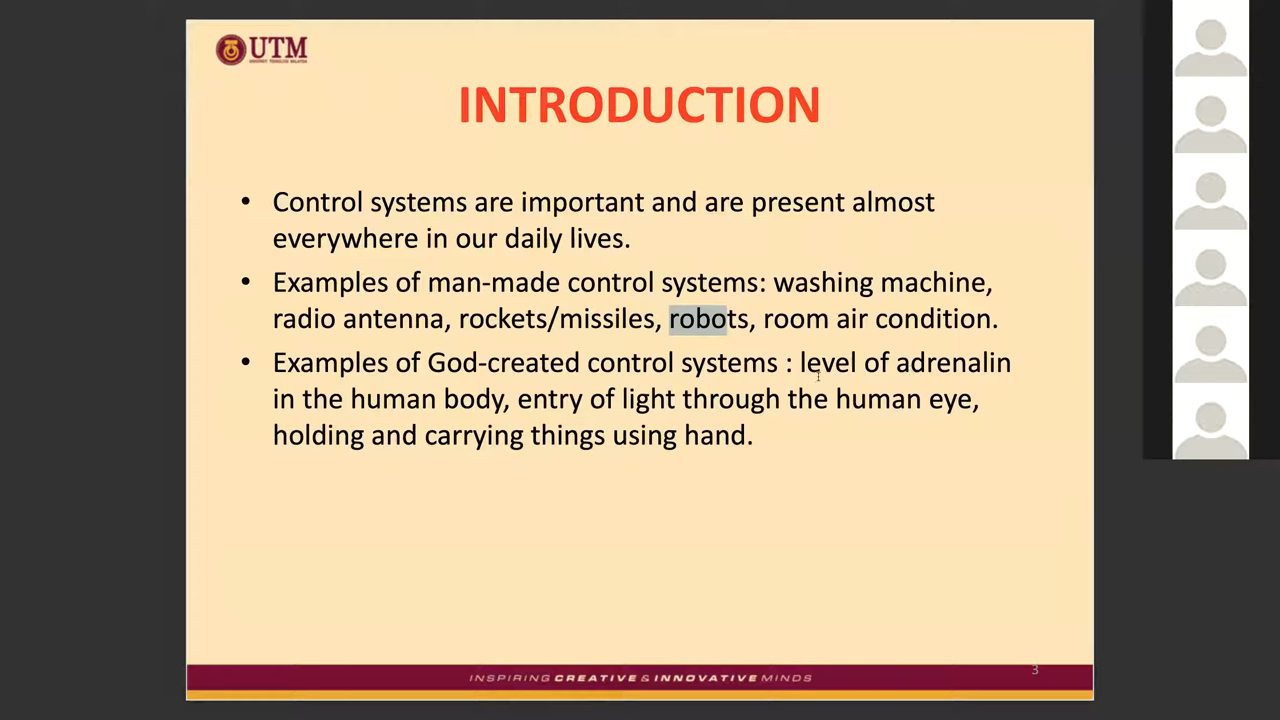 UTM
UNIVERSITI TEKNOLOGI MALAYSIA
INTRODUCTION
• Control systems are important and are present almost
everywhere in our daily lives.
• Examples of man-made control systems: washing machine,
radio antenna, rockets/missiles, robots, room air condition.
• Examples of God-created control systems : level of adrenalin
in the human body, entry of light through the human eye,
holding and carrying things using hand.
3
INSPIRING CREATIVE & INNOVATIVE MINDS